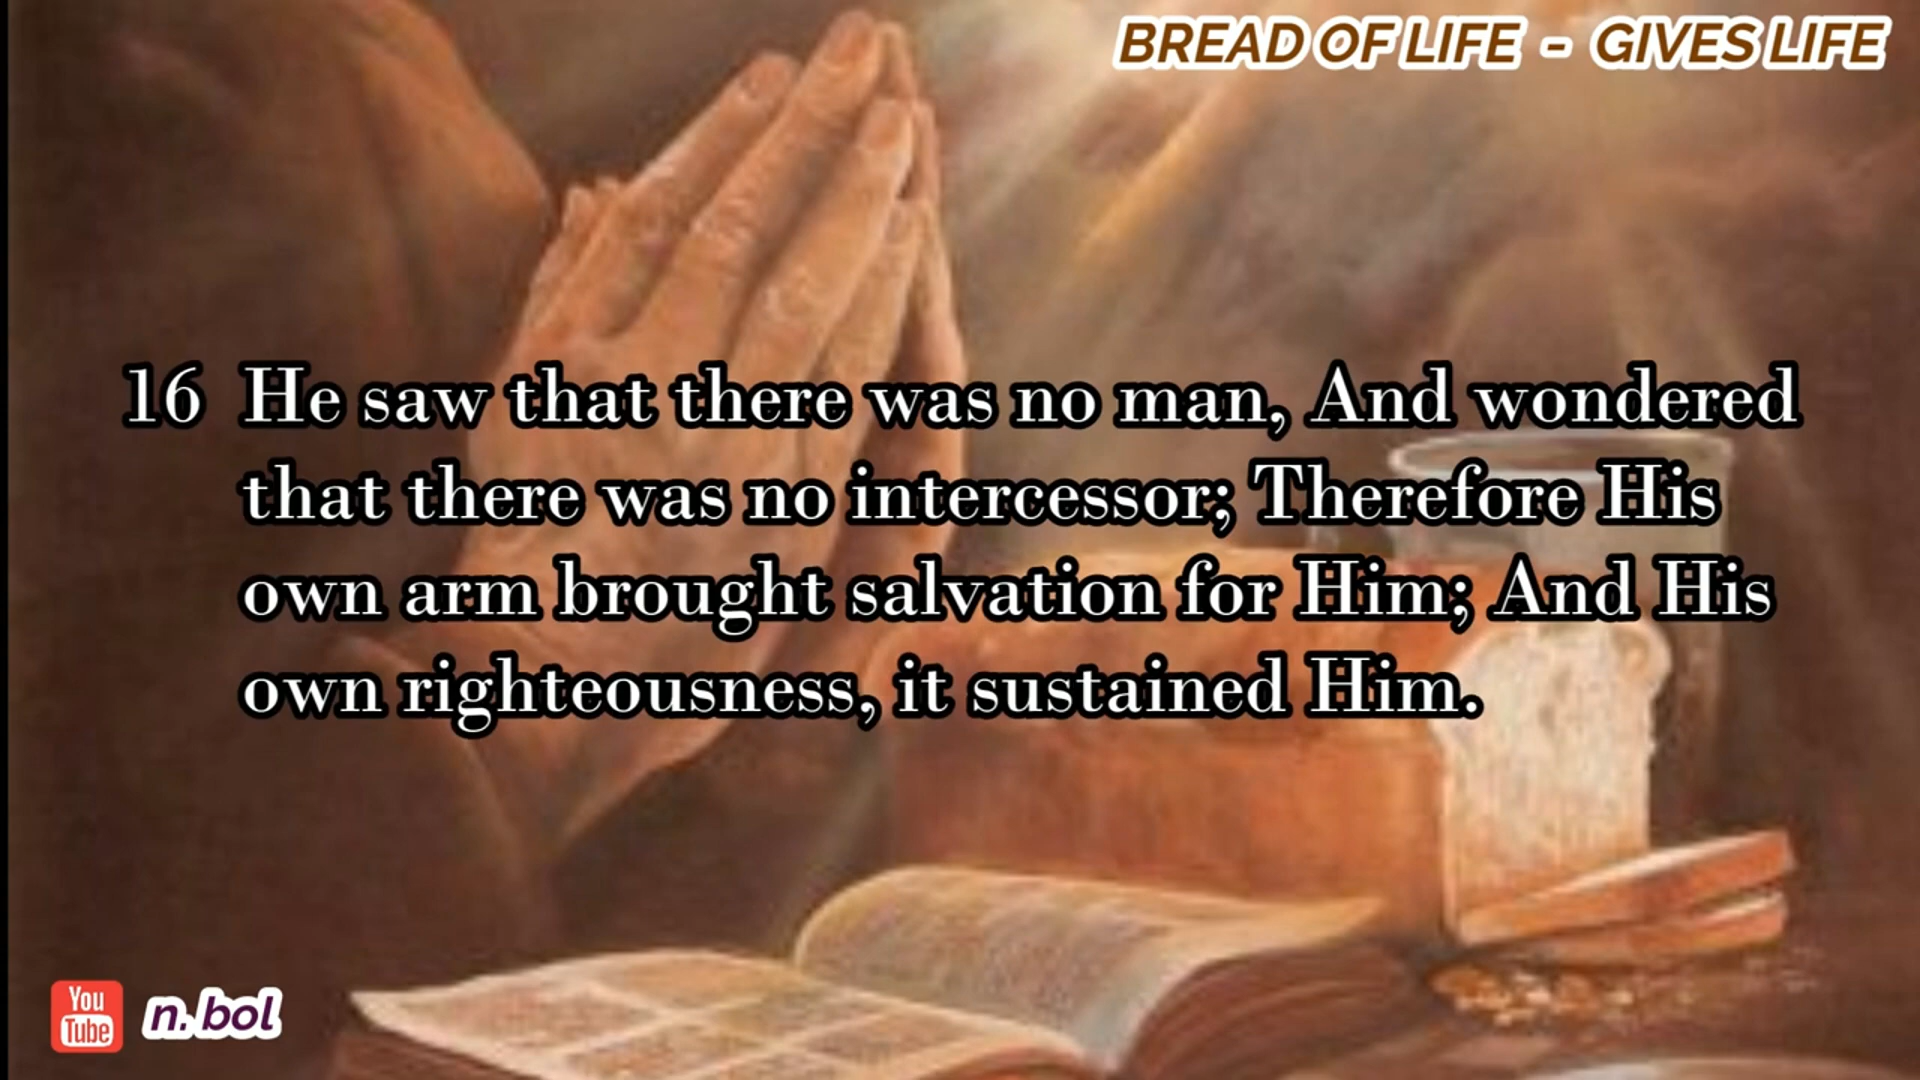 BREAD OF LIFE - GIVES LIFE
16 He saw that there was no man, And wondered
that there was no intercessor; Therefore His
own arm brought salvation for Him; And His
own righteousness, it sustained Him.
You
Tube
n. bol